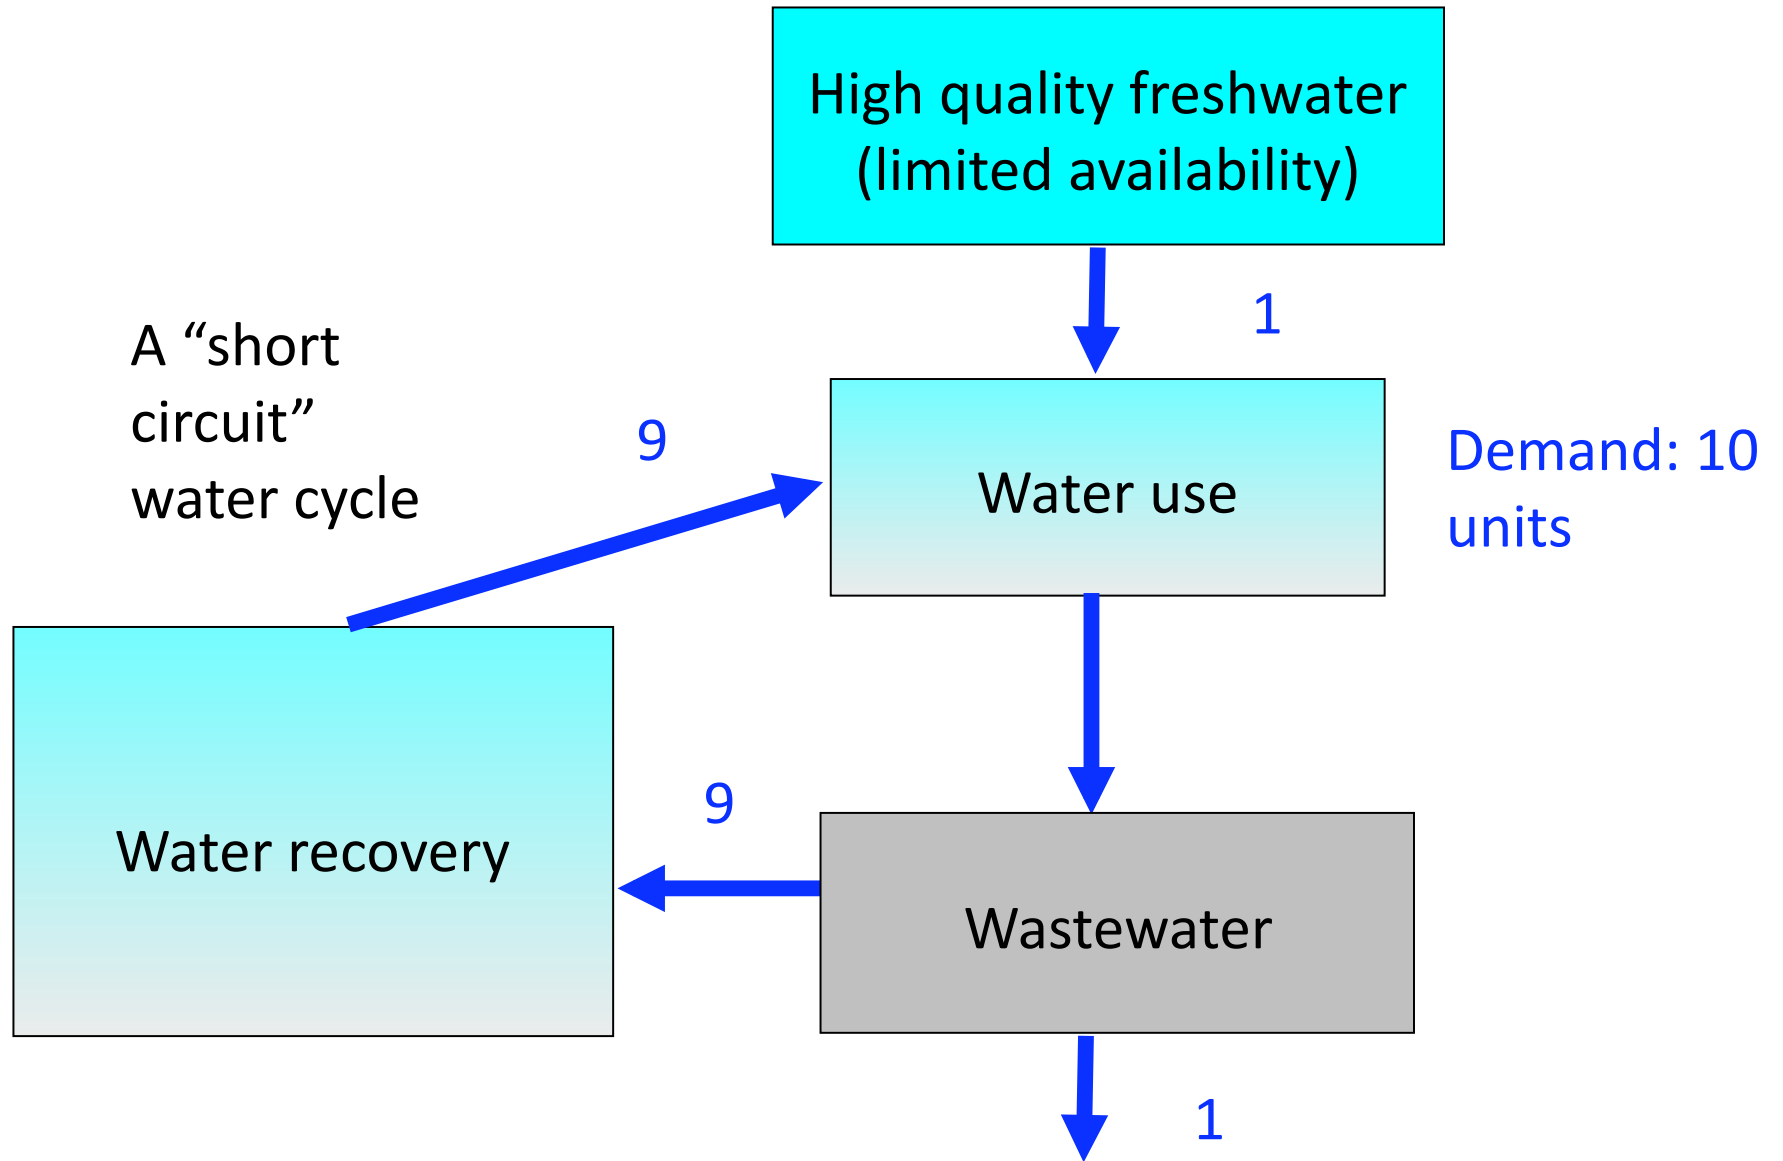 High quality freshwater
(limited availability)
1
A “short
circuit”
water cycle
9
Water use
Demand: 10
units
Water recovery
9
Wastewater
1